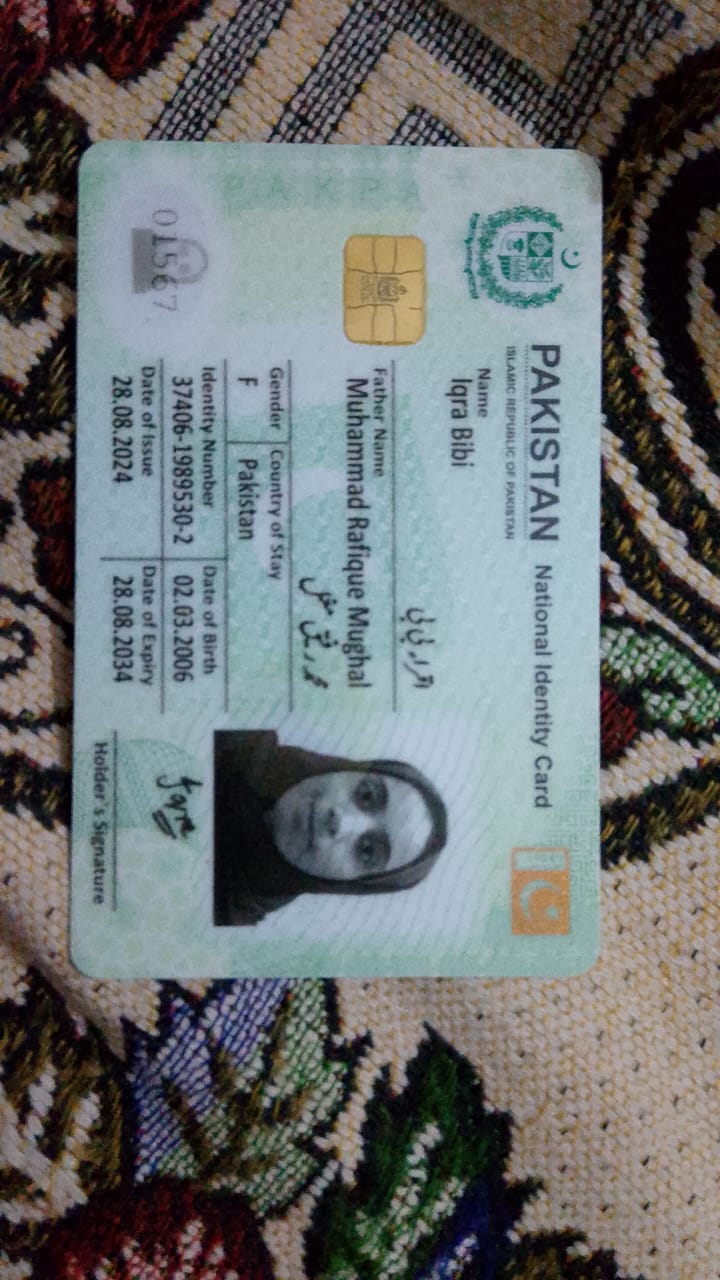 PAKISTAN National Identity Card
ISLAMIC REPUBLIC OF PAKISTAN
Name
Iqra Bibi
اقراء بی بی
Father Name
Muhammad Rafique Mughal
محمد رفیق مغل
Gender Country of Stay
F Pakistan
Identity Number Date of Birth
37406-1989530-2 02.03.2006
Date of Issue Date of Expiry
28.08.2024 28.08.2034
01567
Iqra
Holder's Signature